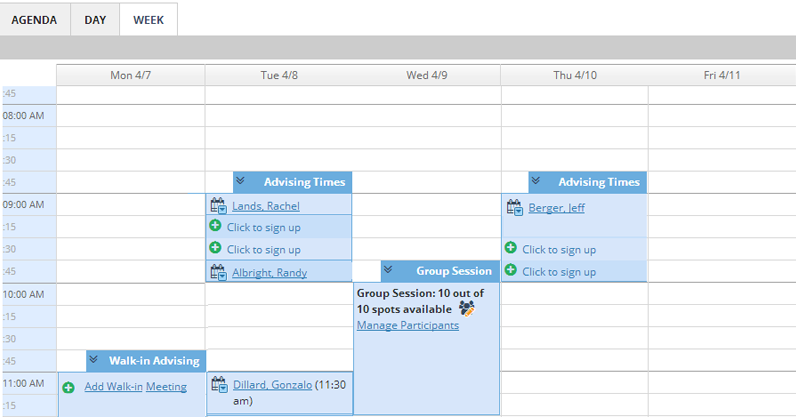 AGENDA DAY WEEK
Mon 4/7 Tue 4/8 Wed 4/9 Thu 4/10 Fri 4/11
:45
08:00 AM
:15
:30
:45 Advising Times Advising Times
09:00 AM Lands, Rachel Berger, Jeff
:15 Click to sign up
:30 Click to sign up Click to sign up
:45 Albright, Randy Group Session Click to sign up
10:00 AM Group Session: 10 out of
:15 10 spots available
Manage Participants
:30
:45 Walk-in Advising
11:00 AM Add Walk-in Meeting Dillard, Gonzalo (11:30
:15 am)